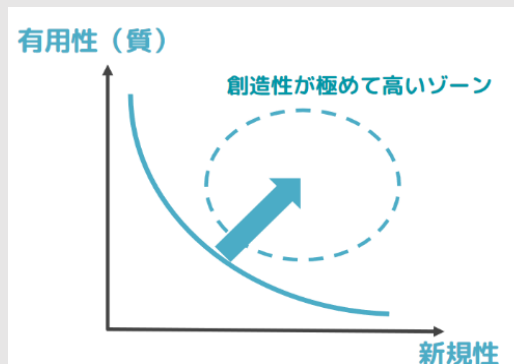 有用性（質）
創造性が極めて高いゾーン
新規性